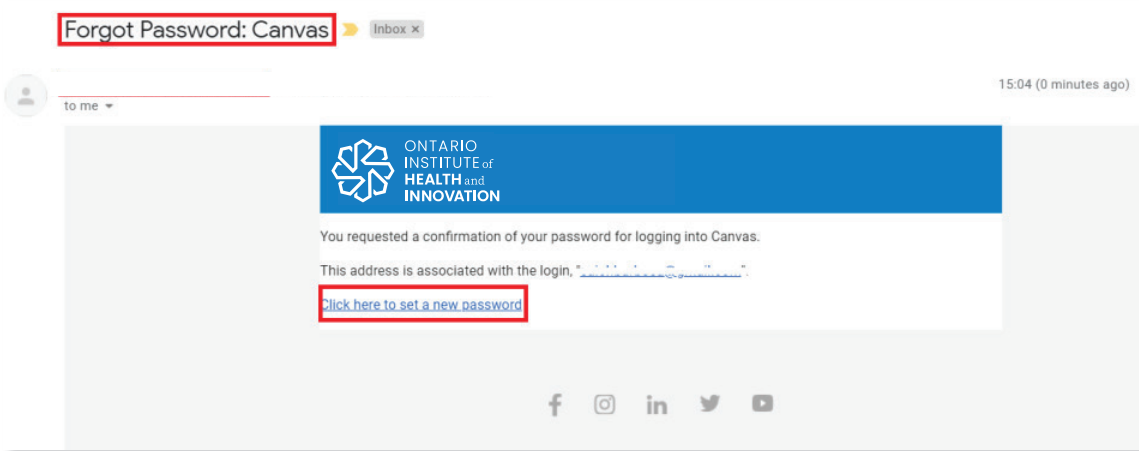 Forgot Password: Canvas
Inbox ×
15:04 (0 minutes ago)
to me
ONTARIO
INSTITUTE of
HEALTH and
INNOVATION
You requested a confirmation of your password for logging into Canvas.
This address is associated with the login, "
Click here to set a new password